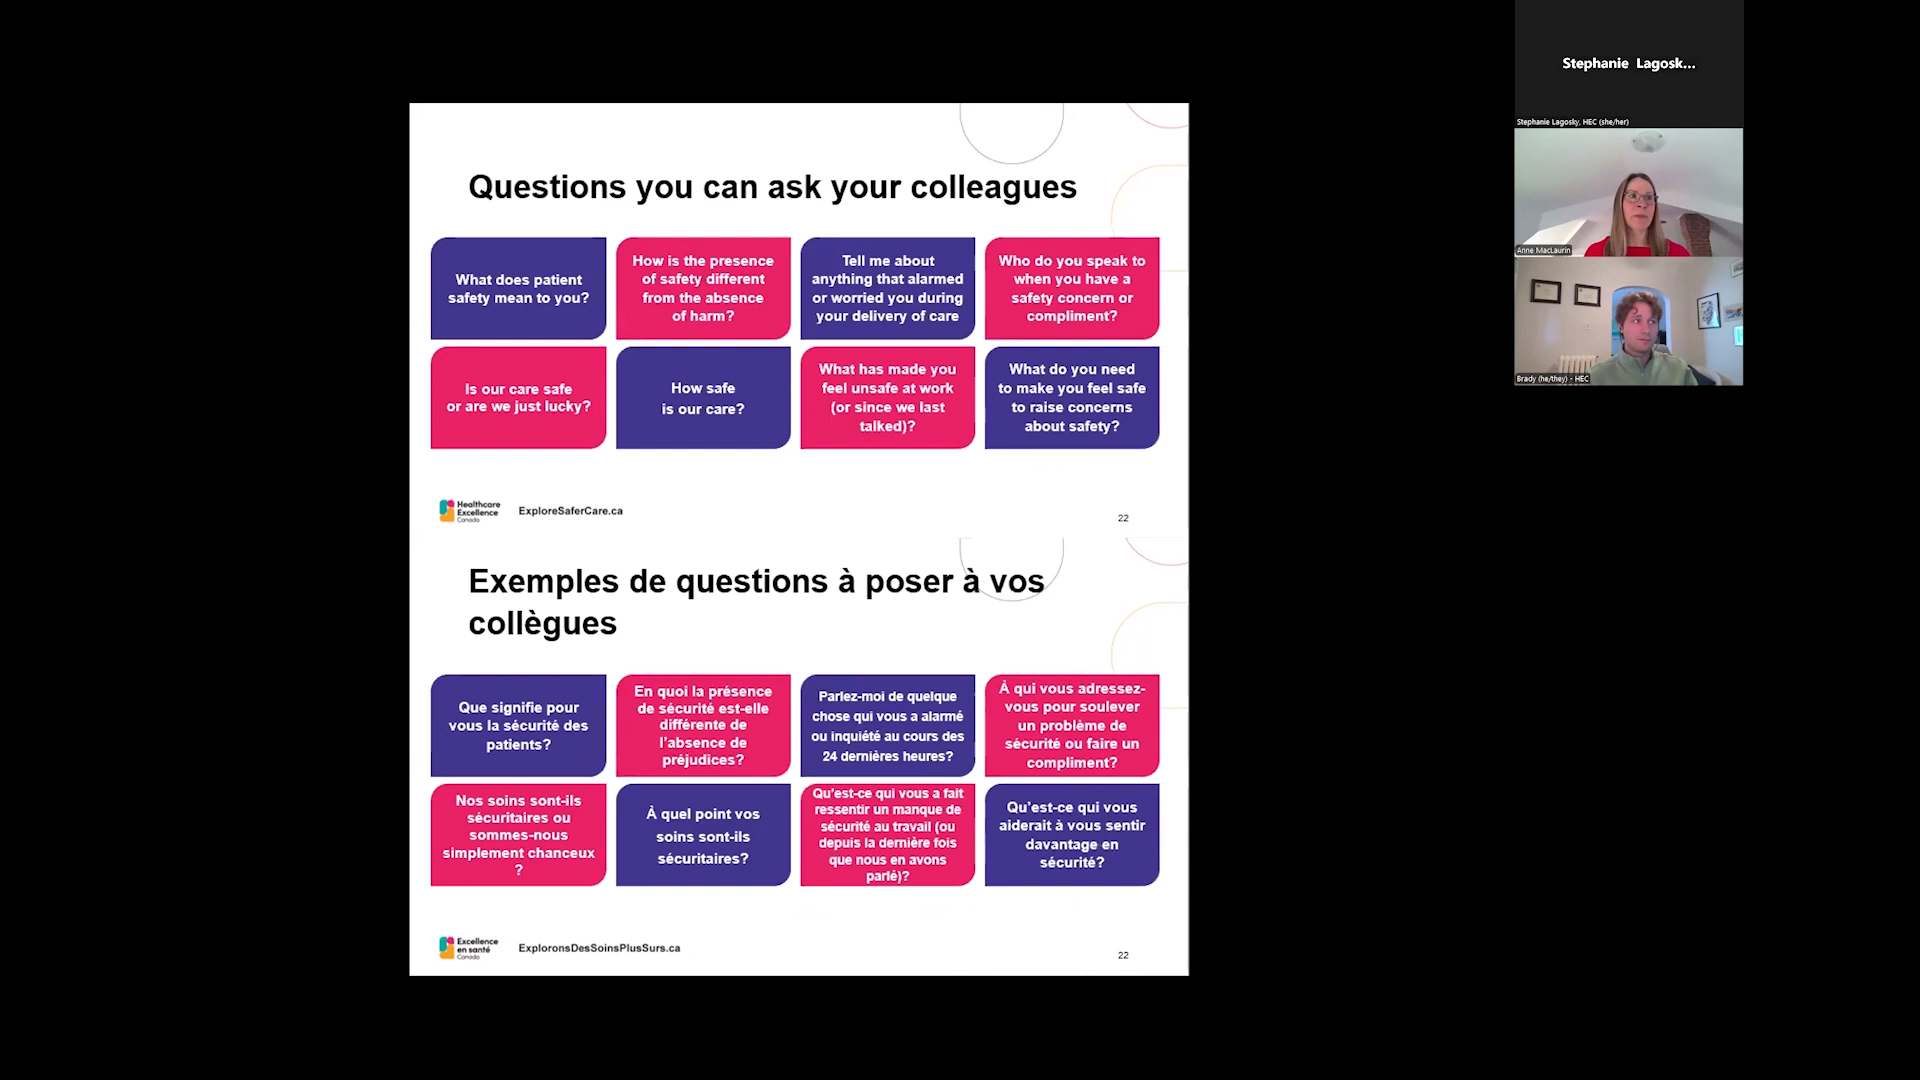 Questions you can ask your colleagues
What does patient
safety mean to you?
How is the presence
of safety different
from the absence
of harm?
Tell me about
anything that alarmed
or worried you during
your delivery of care
Who do you speak to
when you have a
safety concern or
compliment?
Is our care safe
or are we just lucky?
How safe
is our care?
What has made you
feel unsafe at work
(or since we last
talked)?
What do you need
to make you feel safe
to raise concerns
about safety?
Healthcare
Excellence
Canada
ExploreSaferCare.ca
22
Exemples de questions à poser à vos
collègues
Que signifie pour
vous la sécurité des
patients?
En quoi la présence
de sécurité est-elle
différente de
l’absence de
préjudices?
Parlez-moi de quelque
chose qui vous a alarmé
ou inquiété au cours des
24 dernières heures?
À qui vous adressez-
vous pour soulever
un problème de
sécurité ou faire un
compliment?
Nos soins sont-ils
sécuritaires ou
sommes-nous
simplement chanceux
?
À quel point vos
soins sont-ils
sécuritaires?
Qu’est-ce qui vous a fait
ressentir un manque de
sécurité au travail (ou
depuis la dernière fois
que nous en avons
parlé)?
Qu’est-ce qui vous
aiderait à vous sentir
davantage en
sécurité?
Excellence
en santé
Canada
ExploronsDesSoinsPlusSurs.ca
22
Stephanie Lagosk...
Stephanie Lagosky, HEC (she/her)
Anne MacLaurin
Brady (he/they) - HEC